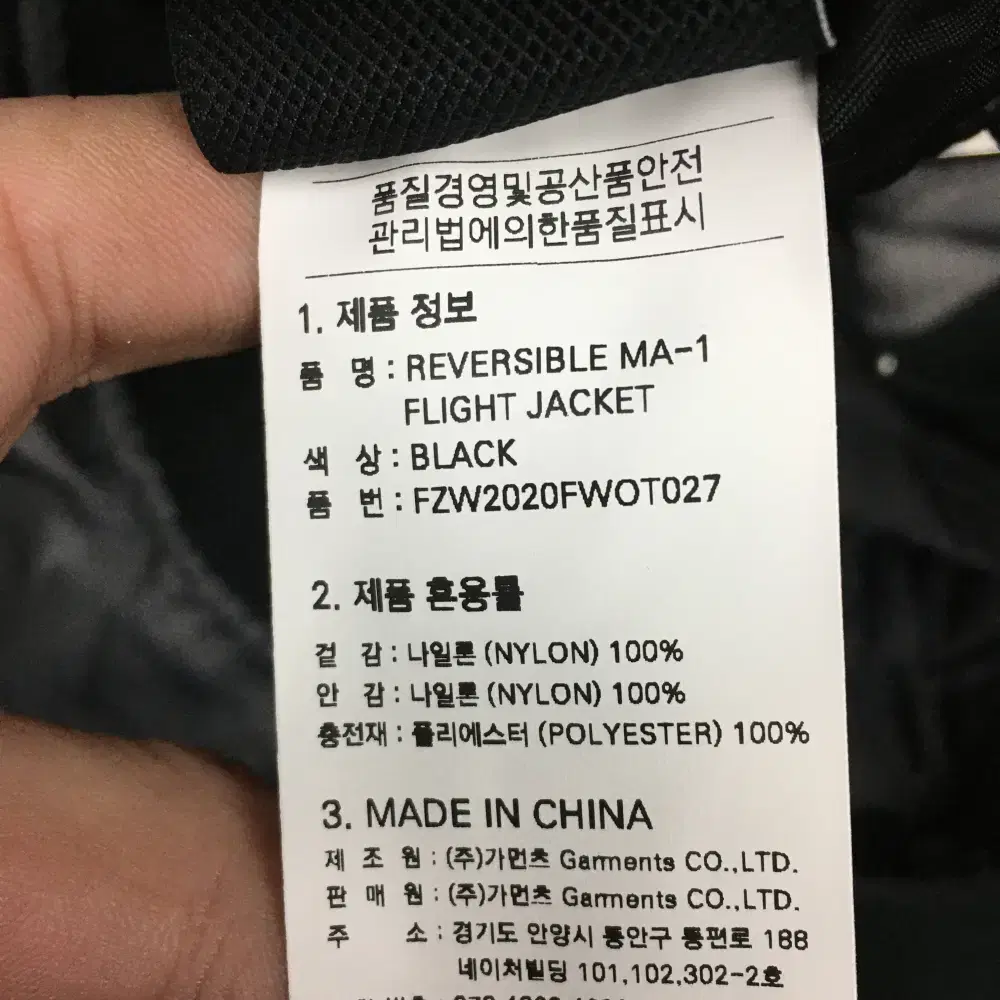 품질경영및공산품안전
관리법에의한품질표시
1. 제품 정보
품 명 : REVERSIBLE MA-1
FLIGHT JACKET
색 상 : BLACK
품 번 : FZW2020FWOT027
2. 제품 혼용률
겉 감 : 나일론 (NYLON) 100%
안 감 : 나일론 (NYLON) 100%
충전재 : 폴리에스터 (POLYESTER) 100%
3. MADE IN CHINA
제 조 원 : (주)가먼츠 Garments CO.,LTD.
판 매 원 : (주)가먼츠 Garments CO.,LTD.
주 소 : 경기도 안양시 동안구 흥안대로 188
네이처빌딩 101,102,302-2호